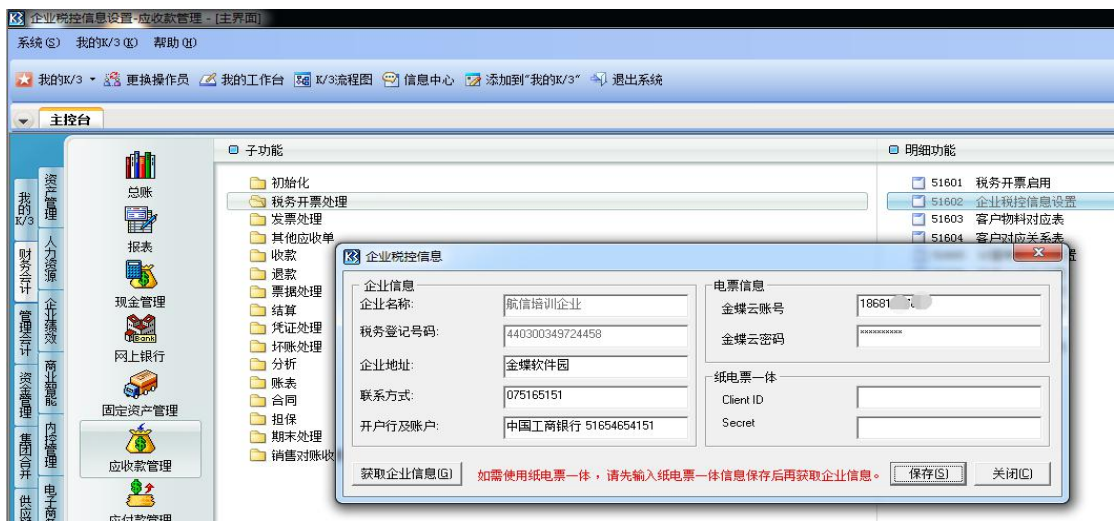 企业税控信息设置-应收款管理 - [主界面]
系统(S) 我的K/3(K) 帮助(H)
我的K/3 更换操作员 我的工作台 K/3流程图 信息中心 添加到"我的K/3" 退出系统
主控台
我的K/3
财务会计
管理会计
资金管理
集团合并
供应
资产管理
人力资源
企业绩效
商业智能
内控管理
电子商务
总账
报表
现金管理
网上银行
固定资产管理
应收款管理
应付款管理
子功能
初始化
税务开票处理
发票处理
其他应收单
收款
退款
票据处理
结算
凭证处理
坏账处理
分析
账表
合同
担保
期末处理
销售对账收
明细功能
51601 税务开票启用
51602 企业税控信息设置
51603 客户物料对应表
51604 客户对应关系表
置
企业税控信息
企业信息
企业名称: 航信培训企业
税务登记号码: 440300349724458
企业地址: 金蝶软件园
联系方式: 075165151
开户行及账户: 中国工商银行 51654654151
电票信息
金蝶云账号 18681
金蝶云密码 **********
纸电票一体
Client ID
Secret
获取企业信息(G) 如需使用纸电票一体，请先输入纸电票一体信息保存后再获取企业信息。 保存(S) 关闭(C)